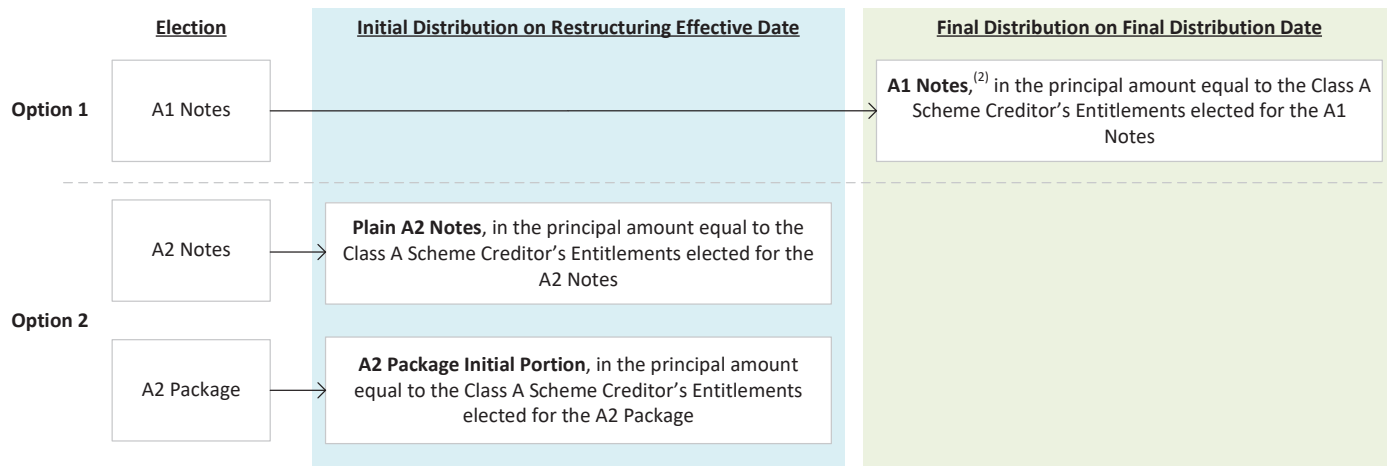 Election
Initial Distribution on Restructuring Effective Date
Final Distribution on Final Distribution Date
Option 1
A1 Notes
A1 Notes,(2) in the principal amount equal to the Class A
Scheme Creditor’s Entitlements elected for the A1
Notes
Option 2
A2 Notes
Plain A2 Notes, in the principal amount equal to the
Class A Scheme Creditor’s Entitlements elected for the
A2 Notes
A2 Package
A2 Package Initial Portion, in the principal amount
equal to the Class A Scheme Creditor’s Entitlements
elected for the A2 Package